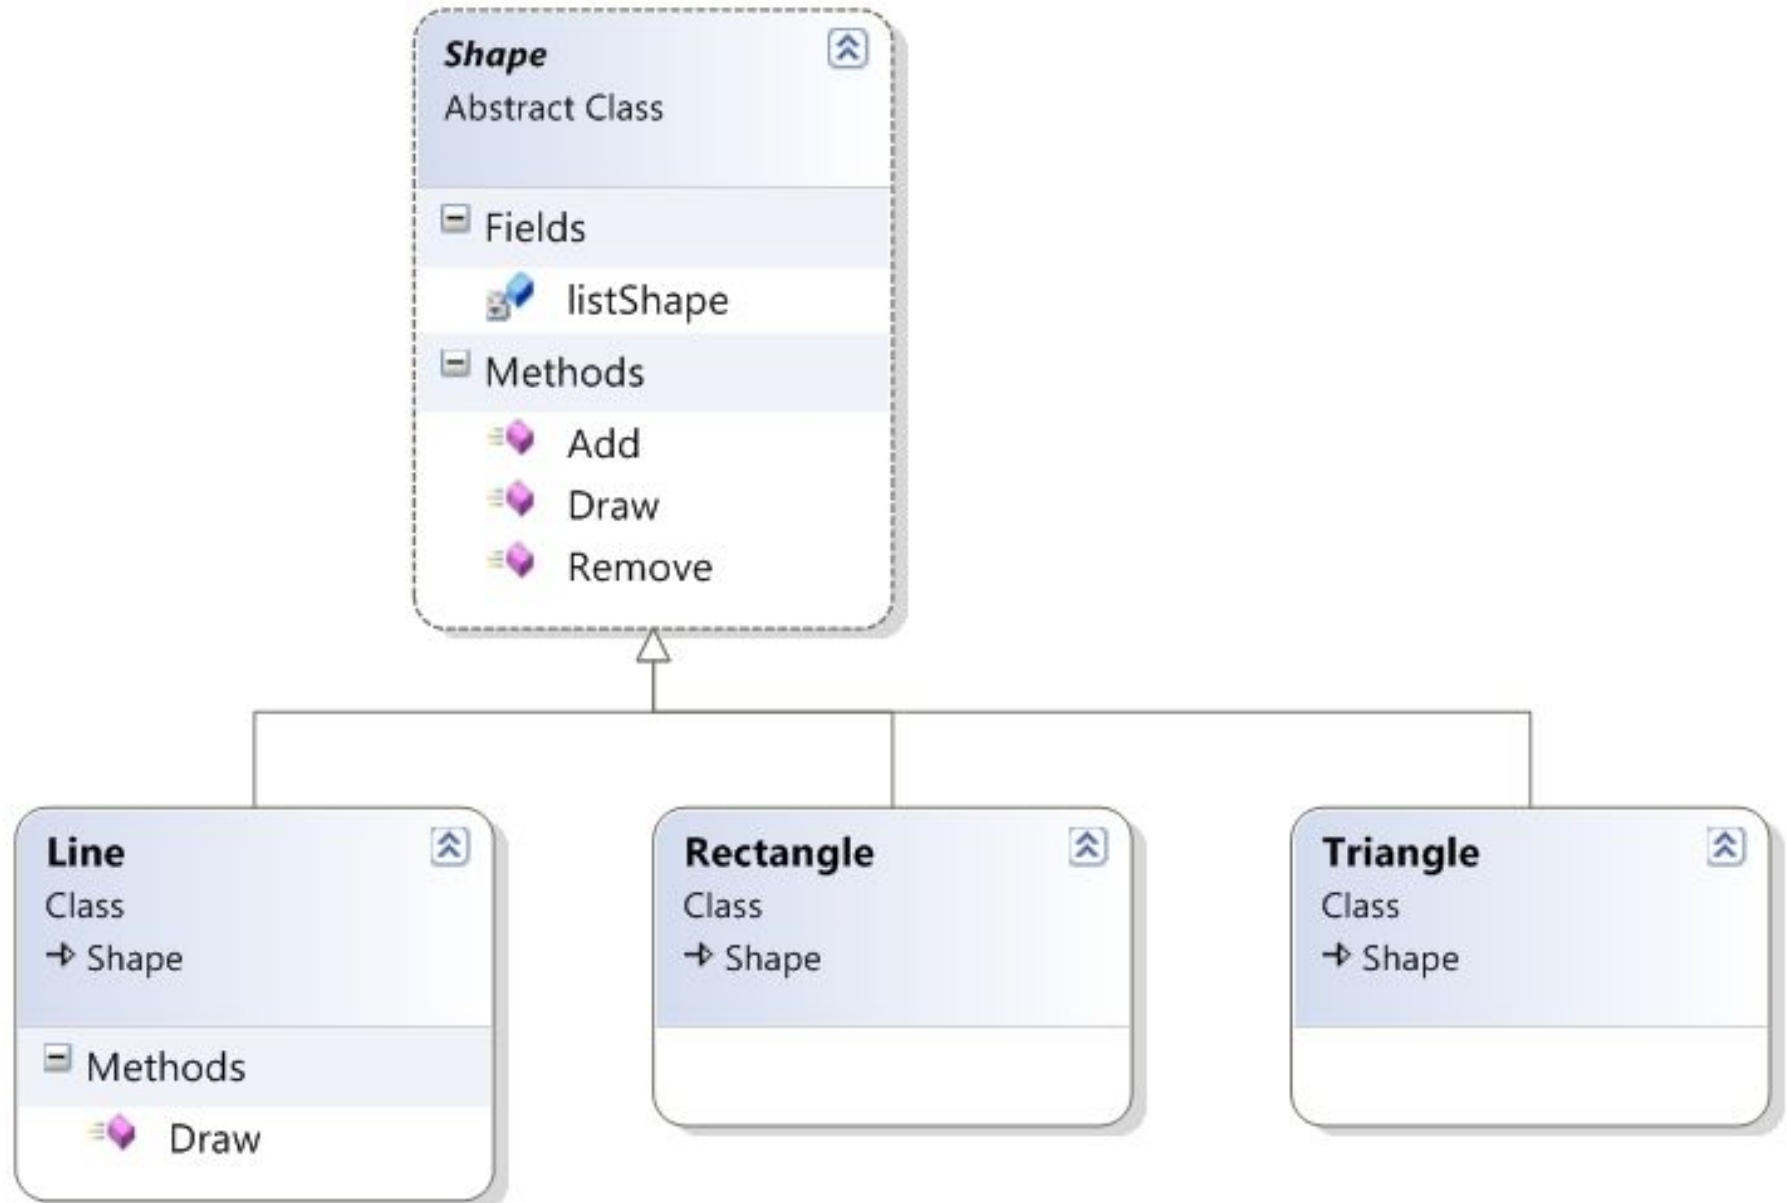 Shape
Abstract Class
Fields
listShape
Methods
Add
Draw
Remove
Line
Class
Shape
Methods
Draw
Rectangle
Class
Shape
Triangle
Class
Shape